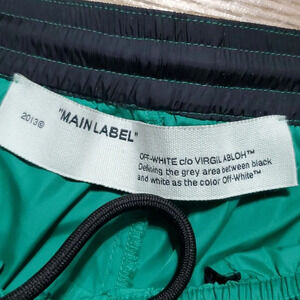 2013©
"MAIN LABEL"
OFF-WHITE c/o VIRGIL ABLOH™
Defining the grey area between black
and white as the color Off-White™